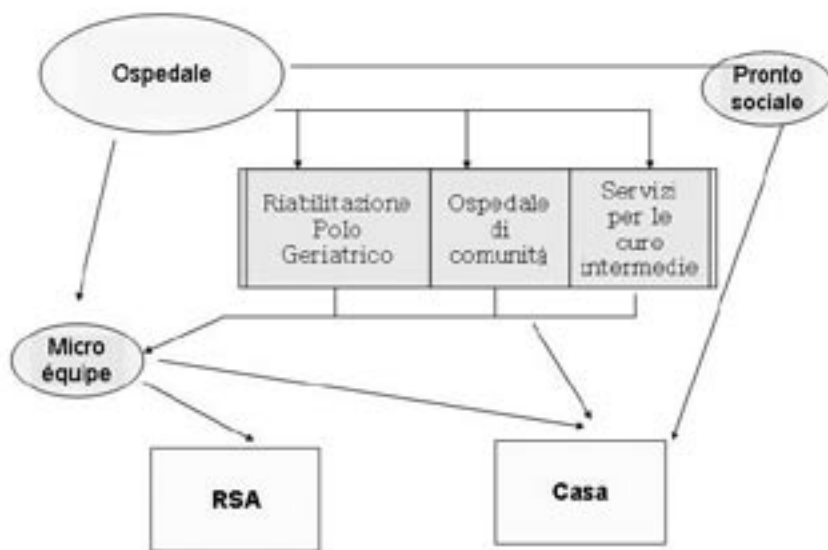 Ospedale
Pronto
sociale
Riabilitazione
Polo
Geriatrico
Ospedale
di
comunità
Servizi
per le
cure
intermedie
Micro
équipe
RSA
Casa